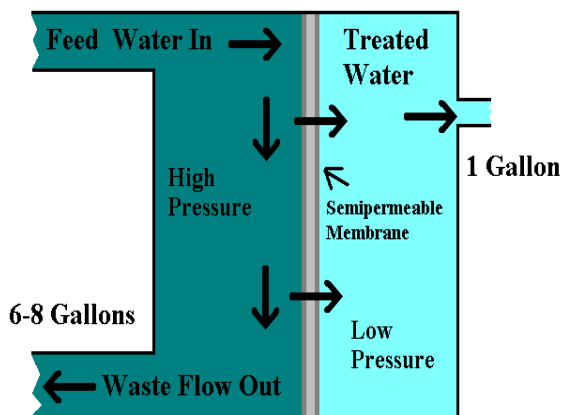 Feed Water In
Treated
Water
1 Gallon
High
Pressure
Semipermeable
Membrane
6-8 Gallons
Low
Pressure
Waste Flow Out